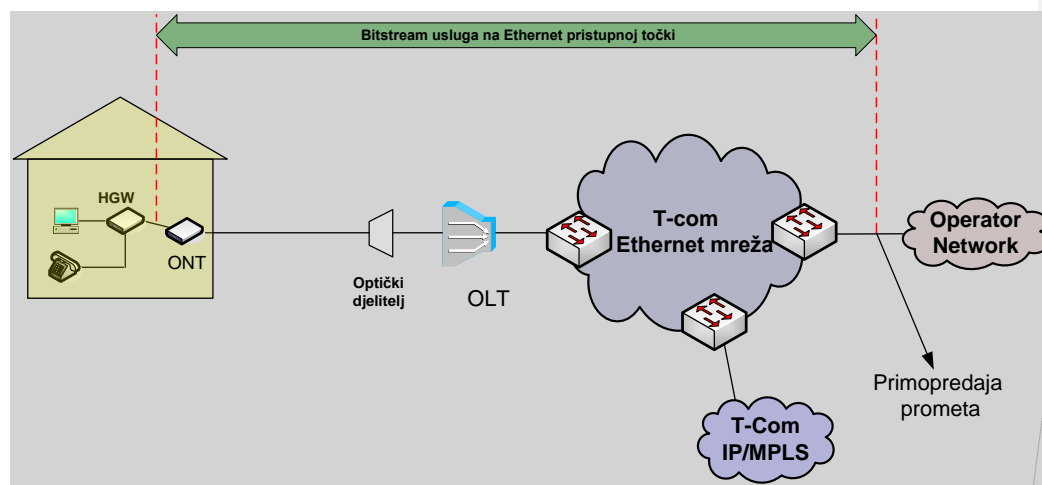 Bitstream usluga na Ethernet pristupnoj točki
HGW
ONT
Optički
djelitelj
OLT
T-com
Ethernet mreža
Operator
Network
Primopredaja
prometa
T-Com
IP/MPLS